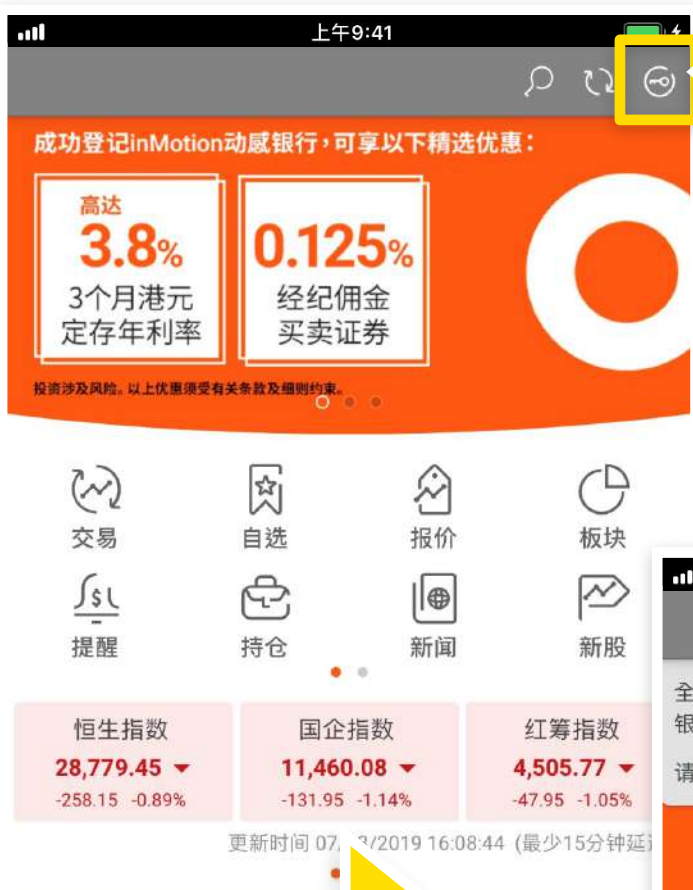 上午9:41
成功登记inMotion动感银行，可享以下精选优惠：
高达
3.8%
3个月港元
定存年利率
0.125%
经纪佣金
买卖证券
投资涉及风险。以上优惠须受有关条款及细则约束。
交易 自选 报价 板块
提醒 持仓 新闻 新股
恒生指数 国企指数 红筹指数
28,779.45 11,460.08 4,505.77
-258.15 -0.89% -131.95 -1.14% -47.95 -1.05%
更新时间 07/ 3/2019 16:08:44 (最少15分钟延
全
银
请